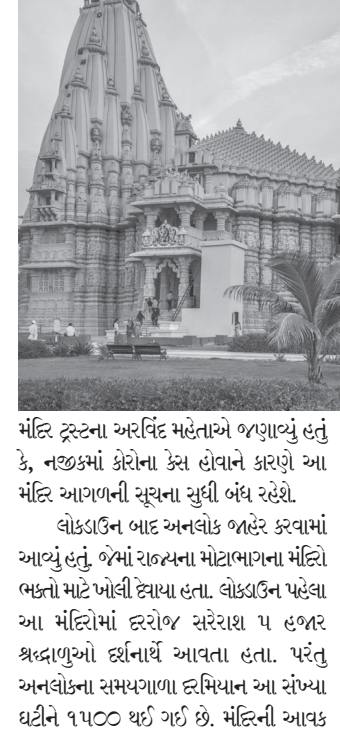 મંદિર ટ્રસ્ટના અરવિંદ મહેતાએ જણાવ્યું હતું
કે, નજીકમાં કોરોના કેસ હોવાને કારણે આ
મંદિર આગળની સૂચના સુધી બંધ રહેશે.
લોકડાઉન બાદ અનલોક જાહેર કરવામાં
આવ્યું હતું. જેમાં રાજ્યના મોટાભાગના મંદિરો
ભક્તો માટે ખોલી દેવાયા હતા. લોકડાઉન પહેલા
આ મંદિરોમાં દરરોજ સરેરાશ ૫ હજાર
શ્રદ્ધાળુઓ દર્શનાર્થે આવતા હતા. પરંતુ
અનલોકના સમયગાળા દરમિયાન આ સંખ્યા
ઘટીને ૧૫૦૦ થઈ ગઈ છે. મંદિરની આવક